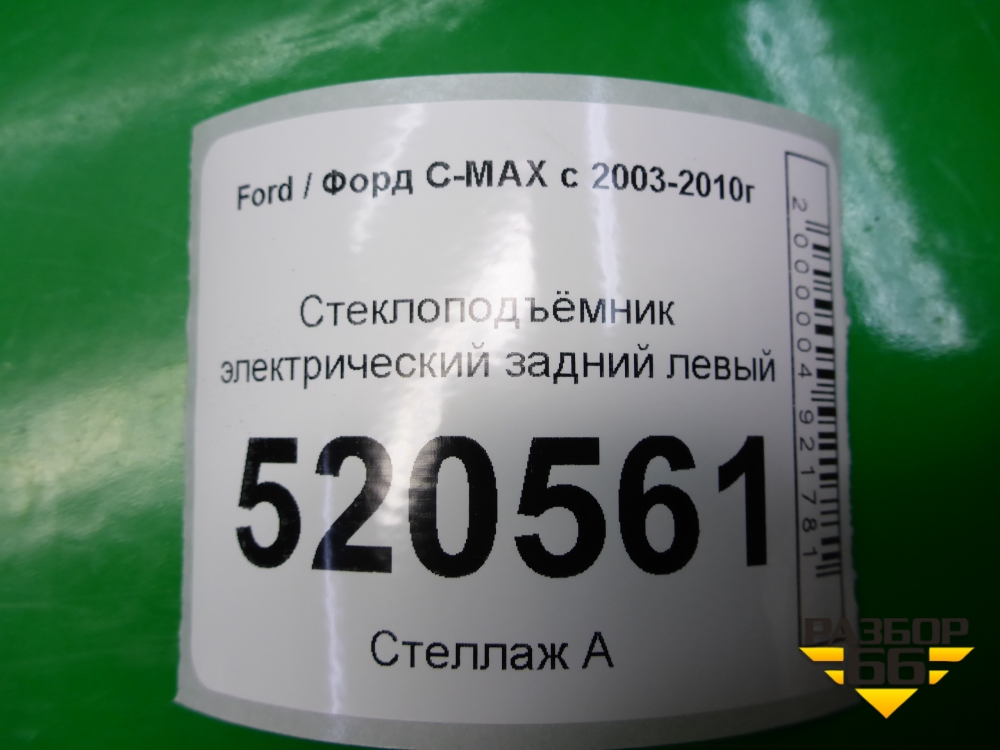 Ford / Форд C-MAX с 2003-2010г
Стеклоподъёмник
электрический задний левый
520561
Стеллаж А
2000004921781
РАЗБОР
66